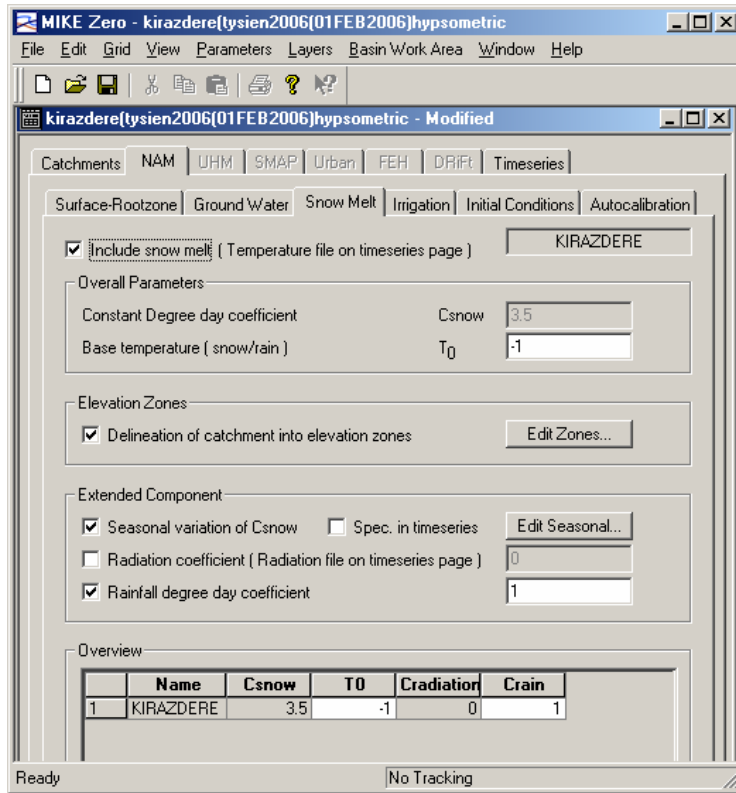 MIKE Zero - kirazdere(tysien2006(01FEB2006)hypsometric
File Edit Grid View Parameters Layers Basin Work Area Window Help
kirazdere(tysien2006(01FEB2006)hypsometric - Modified
Catchments NAM UHM SMAP Urban FEH DRiFt Timeseries
Surface-Rootzone Ground Water Snow Melt Irrigation Initial Conditions Autocalibration
Include snow melt ( Temperature file on timeseries page ) KIRAZDERE
Overall Parameters
Constant Degree day coefficient Csnow 3.5
Base temperature ( snow/rain ) T0 -1
Elevation Zones
Delineation of catchment into elevation zones Edit Zones...
Extended Component
Seasonal variation of Csnow Spec. in timeseries Edit Seasonal...
Radiation coefficient ( Radiation file on timeseries page ) 0
Rainfall degree day coefficient 1
Overview
Name Csnow T0 Cradiation Crain
1 KIRAZDERE 3.5 -1 0 1
Ready No Tracking